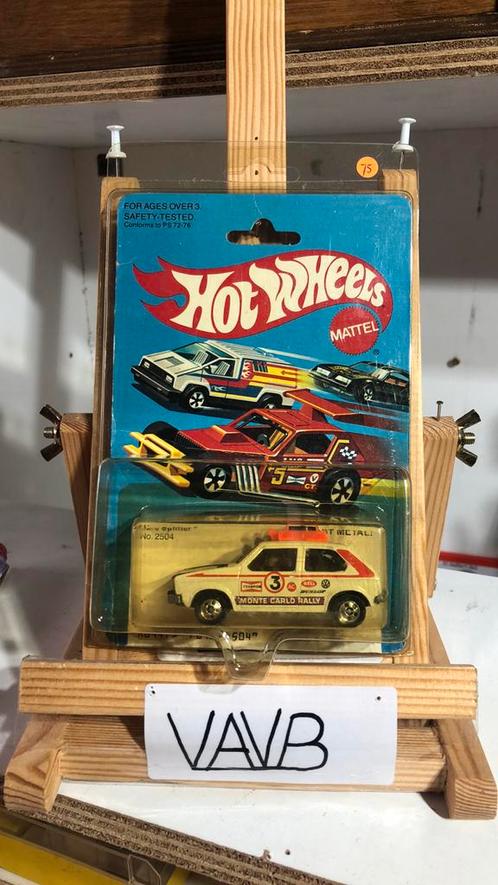 75
FOR AGES OVER 3.
SAFETY-TESTED.
Conforms to PS 72-76
HOT WHEELS
MATTEL
®
5
No. 2504
METAL!
3
MONTE CARLO RALLY
VAVB